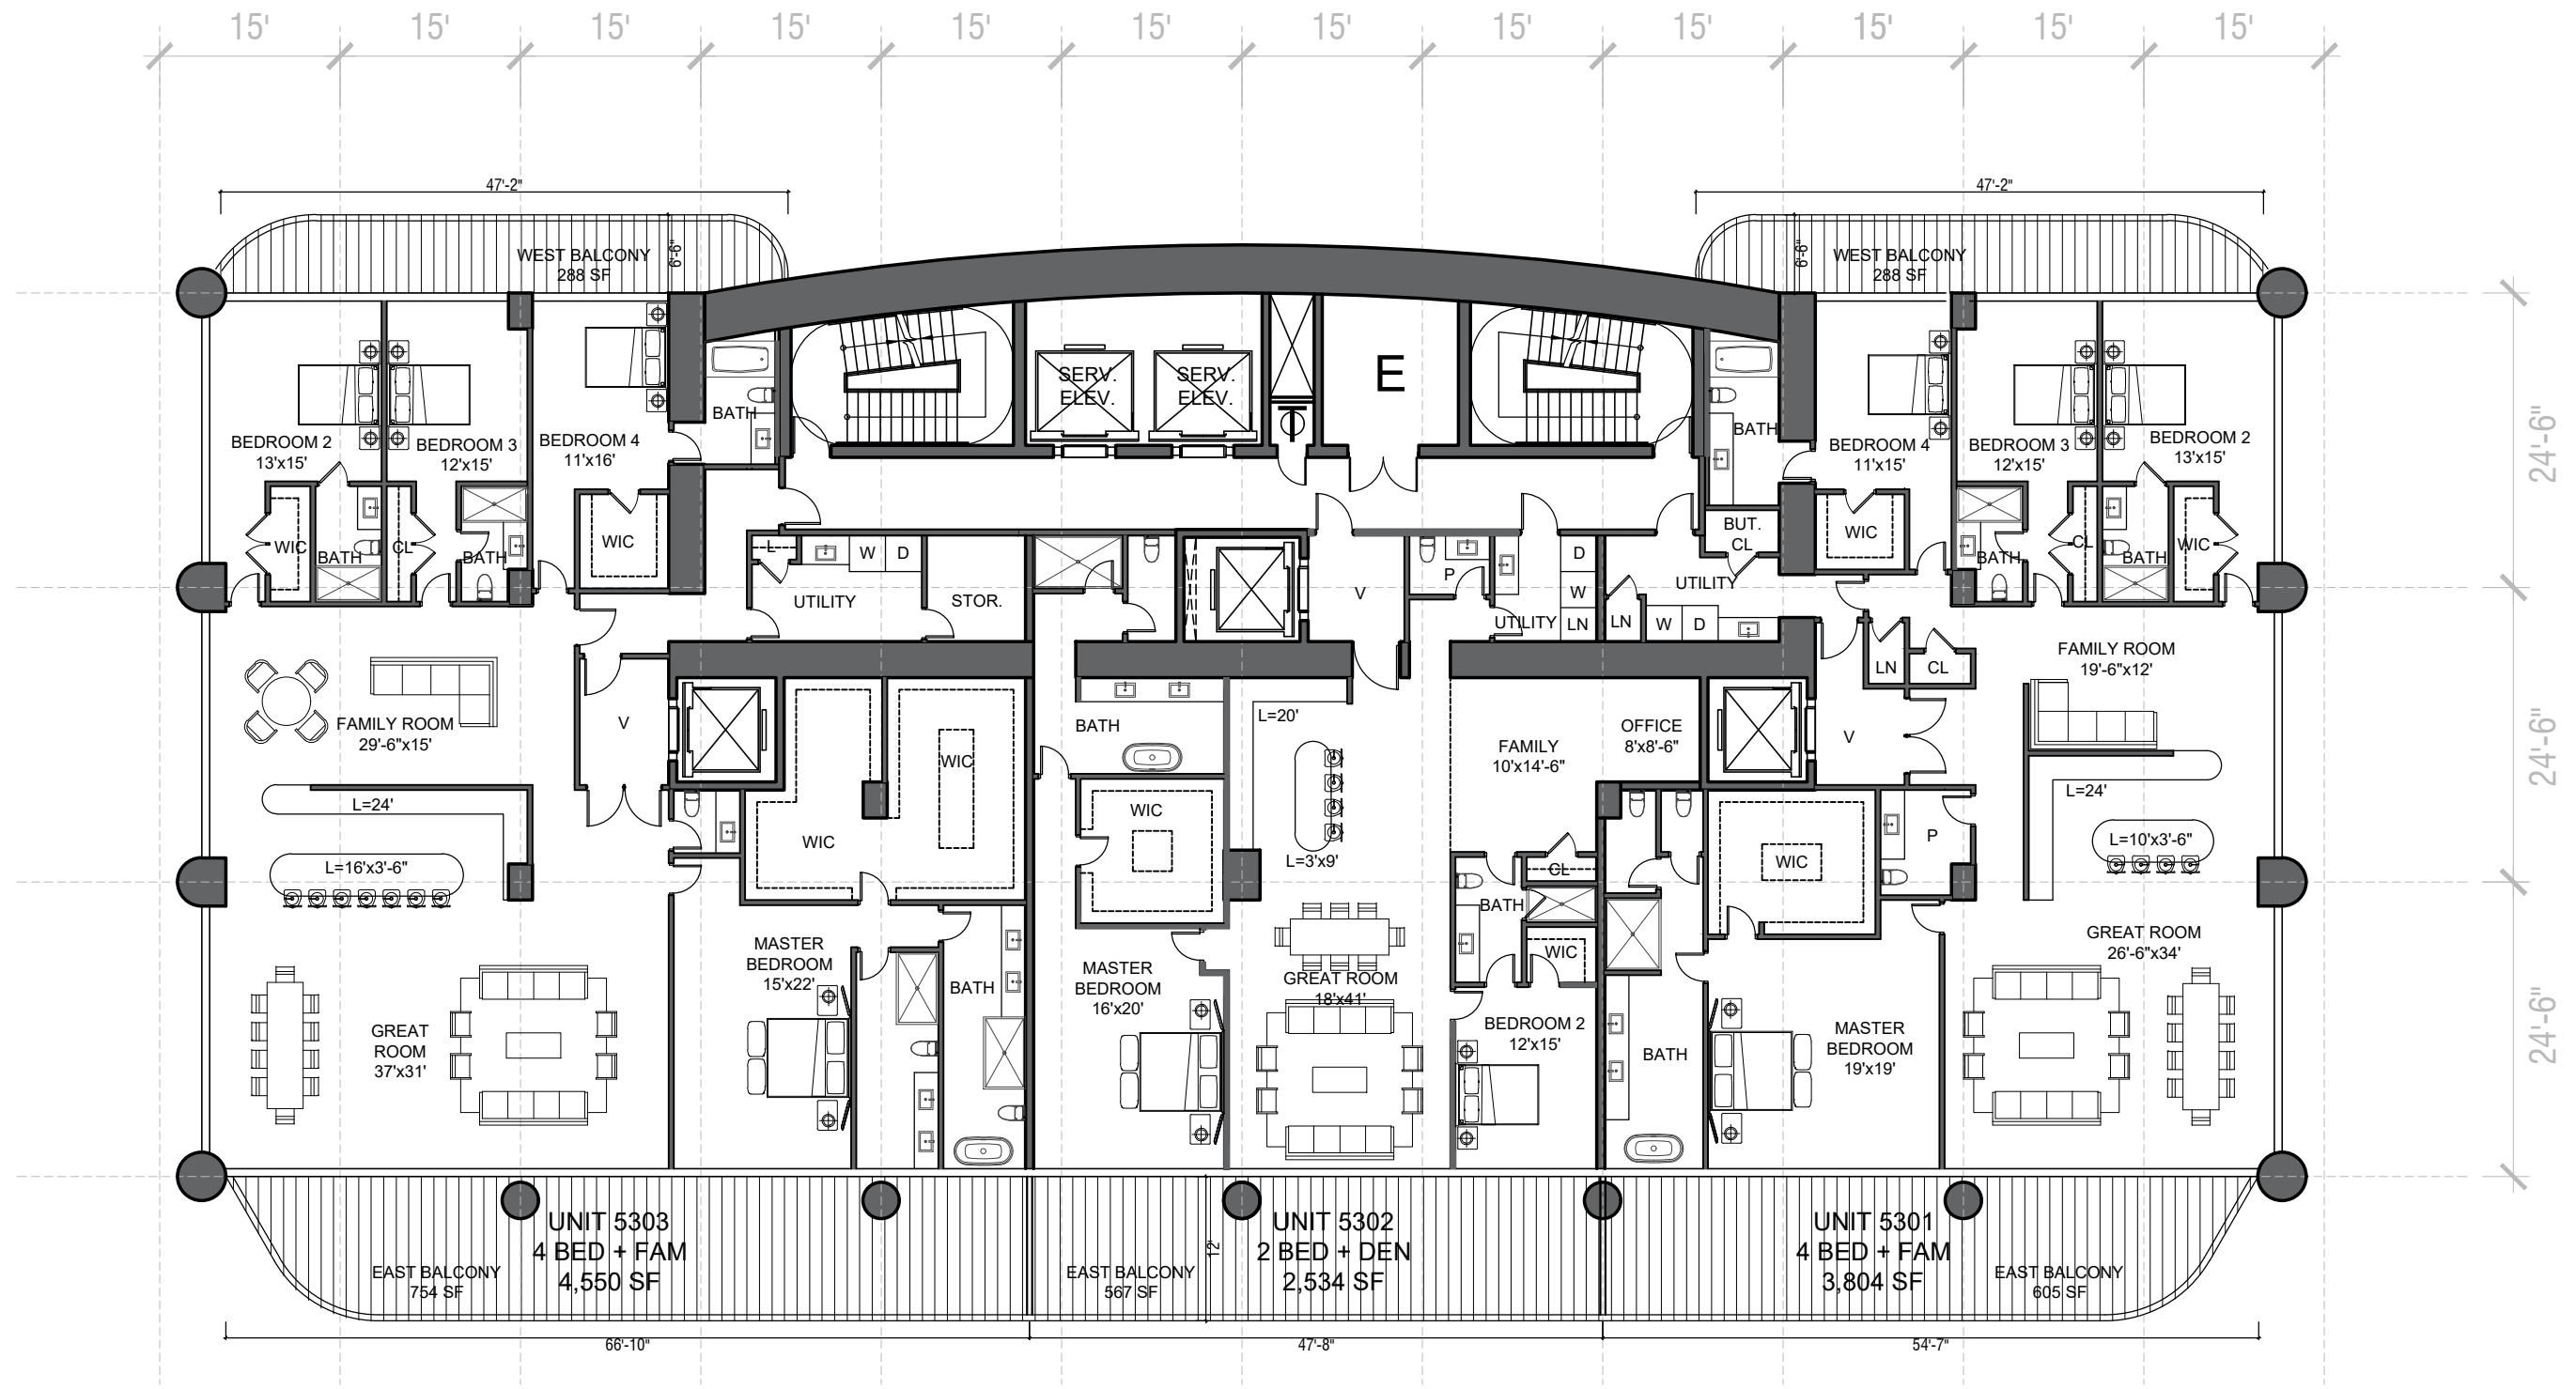 15' 15' 15' 15' 15' 15' 15' 15' 15' 15' 15' 15'
47'-2"
47'-2"
WEST BALCONY
288 SF
6'-6"
WEST BALCONY
288 SF
6'-6"
24'-6"
24'-6"
24'-6"
SERV.
ELEV.
SERV.
ELEV.
E
BATH
BATH
BEDROOM 2
13'x15'
BEDROOM 3
12'x15'
BEDROOM 4
11'x16'
BEDROOM 4
11'x15'
BEDROOM 3
12'x15'
BEDROOM 2
13'x15'
WIC
BATH
CL
BATH
WIC
L
W
D
UTILITY
STOR.
V
P
D
W
LN
UTILITY
BUT.
CL
UTILITY
LN
W
D
WIC
BATH
CL
BATH
WIC
FAMILY ROOM
29'-6"x15'
V
WIC
WIC
BATH
L=20'
FAMILY
10'x14'-6"
OFFICE
8'x8'-6"
V
LN
CL
FAMILY ROOM
19'-6"x12'
L=24'
L=16'x3'-6"
WIC
L=3'x9'
CL
BATH
WIC
WIC
P
L=24'
L=10'x3'-6"
GREAT
ROOM
37'x31'
MASTER
BEDROOM
15'x22'
BATH
MASTER
BEDROOM
16'x20'
GREAT ROOM
18'x41'
BEDROOM 2
12'x15'
BATH
MASTER
BEDROOM
19'x19'
GREAT ROOM
26'-6"x34'
UNIT 5303
4 BED + FAM
4,550 SF
EAST BALCONY
754 SF
UNIT 5302
2 BED + DEN
2,534 SF
EAST BALCONY
567 SF
12'
UNIT 5301
4 BED + FAM
3,804 SF
EAST BALCONY
605 SF
66'-10"
47'-8"
54'-7"